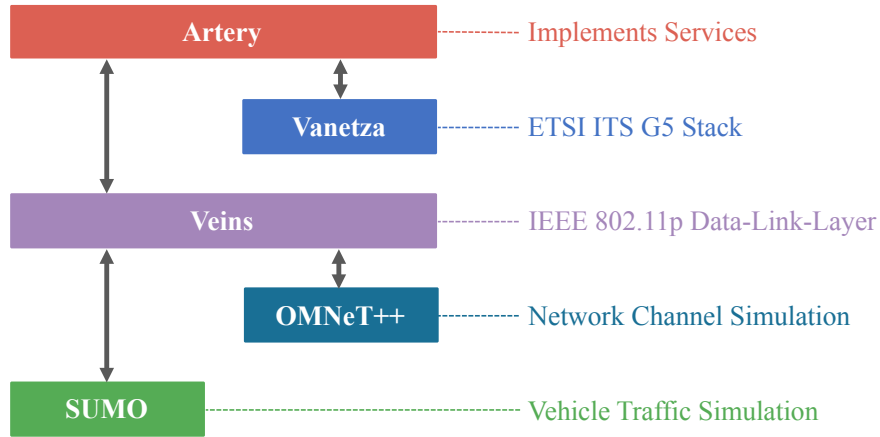 Artery Implements Services
Vanetza ETSI ITS G5 Stack
Veins IEEE 802.11p Data-Link-Layer
OMNeT++ Network Channel Simulation
SUMO Vehicle Traffic Simulation